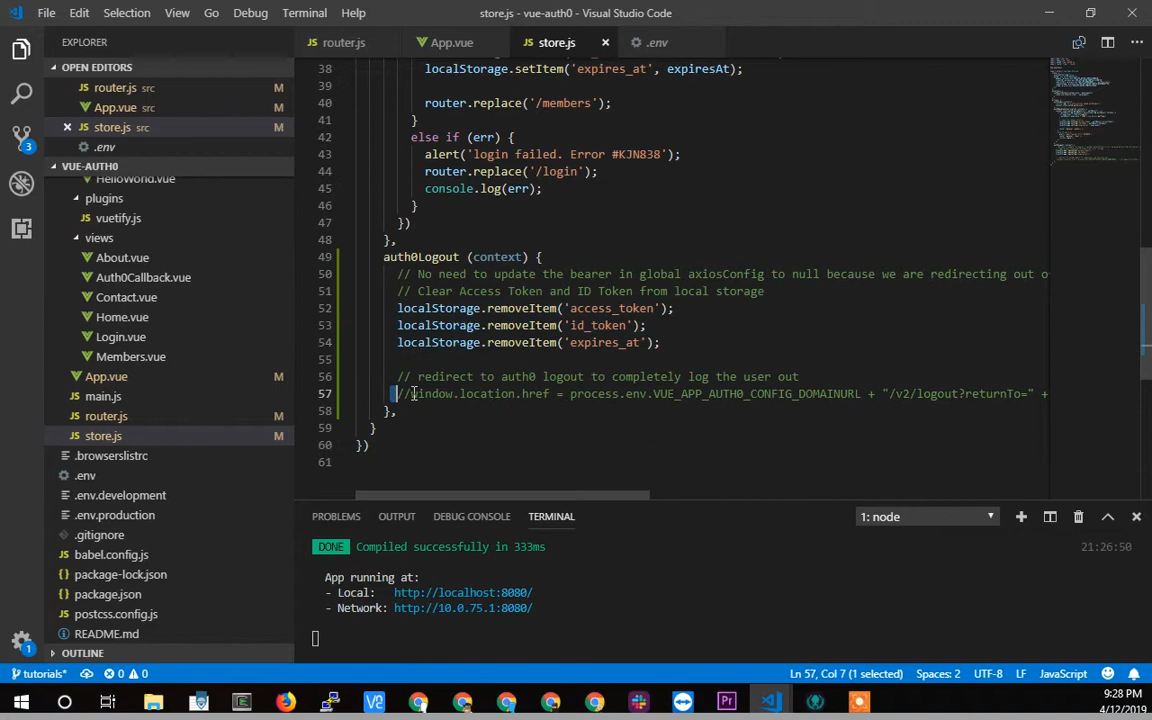 File Edit Selection View Go Debug Terminal Help
store.js - vue-auth0 - Visual Studio Code
EXPLORER
router.js App.vue store.js .env
OPEN EDITORS
router.js src M
App.vue src M
store.js src M
.env
VUE-AUTH0
HelloWorld.vue
plugins
vuetify.js
views
About.vue
Auth0Callback.vue
Contact.vue
Home.vue
Login.vue
Members.vue
App.vue M
main.js
router.js M
store.js M
.browserslistrc
.env
.env.development
.env.production
.gitignore
babel.config.js
package-lock.json
package.json
postcss.config.js
README.md
OUTLINE
3
1
38 localStorage.setItem('expires_at', expiresAt);
39
40 router.replace('/members');
41 }
42 else if (err) {
43 alert('login failed. Error #KJN838');
44 router.replace('/login');
45 console.log(err);
46 }
47 })
48 },
49 auth0Logout (context) {
50 // No need to update the bearer in global axiosConfig to null because we are redirecting out o
51 // Clear Access Token and ID Token from local storage
52 localStorage.removeItem('access_token');
53 localStorage.removeItem('id_token');
54 localStorage.removeItem('expires_at');
55
56 // redirect to auth0 logout to completely log the user out
57 //window.location.href = process.env.VUE_APP_AUTH0_CONFIG_DOMAINURL + "/v2/logout?returnTo=" +
58 },
59 }
60 })
61
PROBLEMS OUTPUT DEBUG CONSOLE TERMINAL 1: node
DONE Compiled successfully in 333ms 21:26:50
App running at:
- Local: http://localhost:8080/
- Network: http://10.0.75.1:8080/
tutorials* 0 0 Ln 57, Col 7 (1 selected) Spaces: 2 UTF-8 LF JavaScript
9:28 PM
4/12/2019